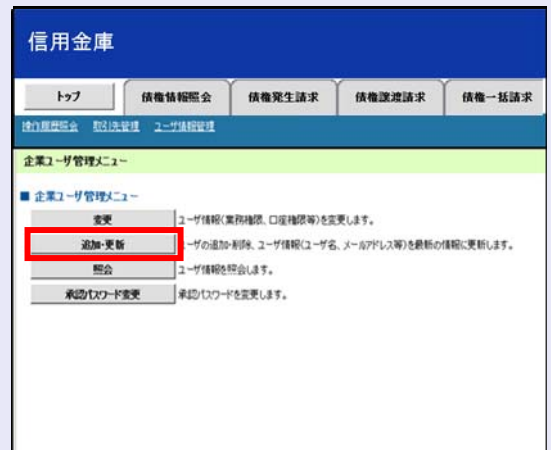 信用金庫
トップ 債権情報照会 債権発生請求 債権譲渡請求 債権一括請求
操作履歴照会 取引先管理 ユーザ情報管理
企業ユーザ管理メニュー
■ 企業ユーザ管理メニュー
変更 ユーザ情報(業務権限、口座権限等)を変更します。
追加・更新 ユーザの追加・削除、ユーザ情報(ユーザ名、メールアドレス等)を最新の情報に更新します。
照会 ユーザ情報を照会します。
承認パスワード変更 承認パスワードを変更します。